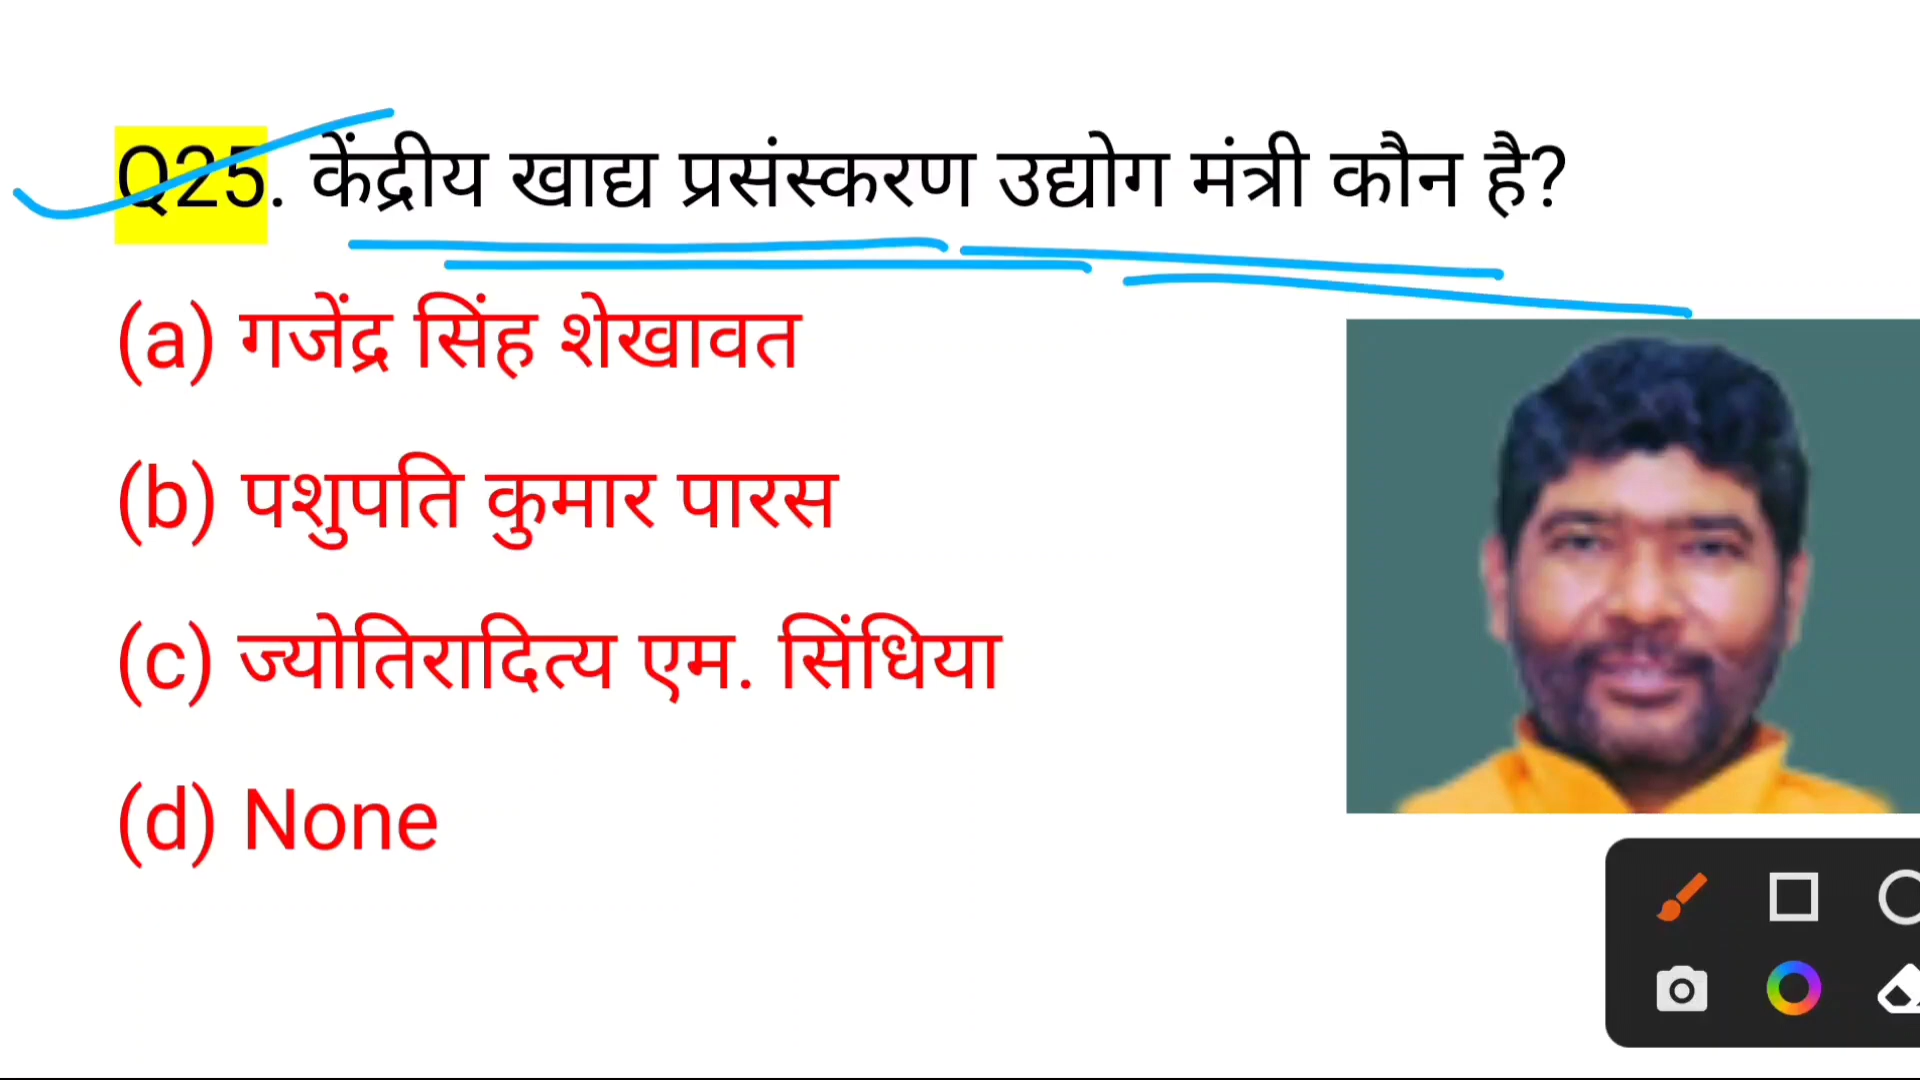 Q25. केंद्रीय खाद्य प्रसंस्करण उद्योग मंत्री कौन है?
(a) गजेंद्र सिंह शेखावत
(b) पशुपति कुमार पारस
(c) ज्योतिरादित्य एम. सिंधिया
(d) None